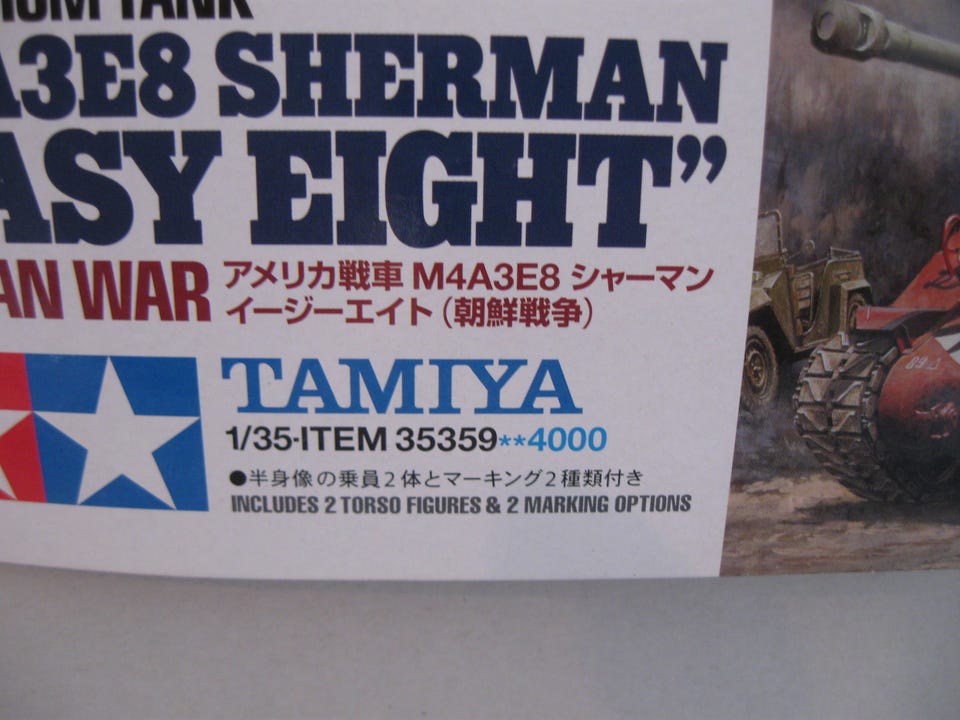 IUM TANK
A3E8 SHERMAN
ASY EIGHT”
AN WAR アメリカ戦車 M4A3E8 シャーマン
イージーエイト（朝鮮戦争）
TAMIYA
1/35·ITEM 35359**4000
●半身像の乗員2体とマーキング2種類付き
INCLUDES 2 TORSO FIGURES & 2 MARKING OPTIONS